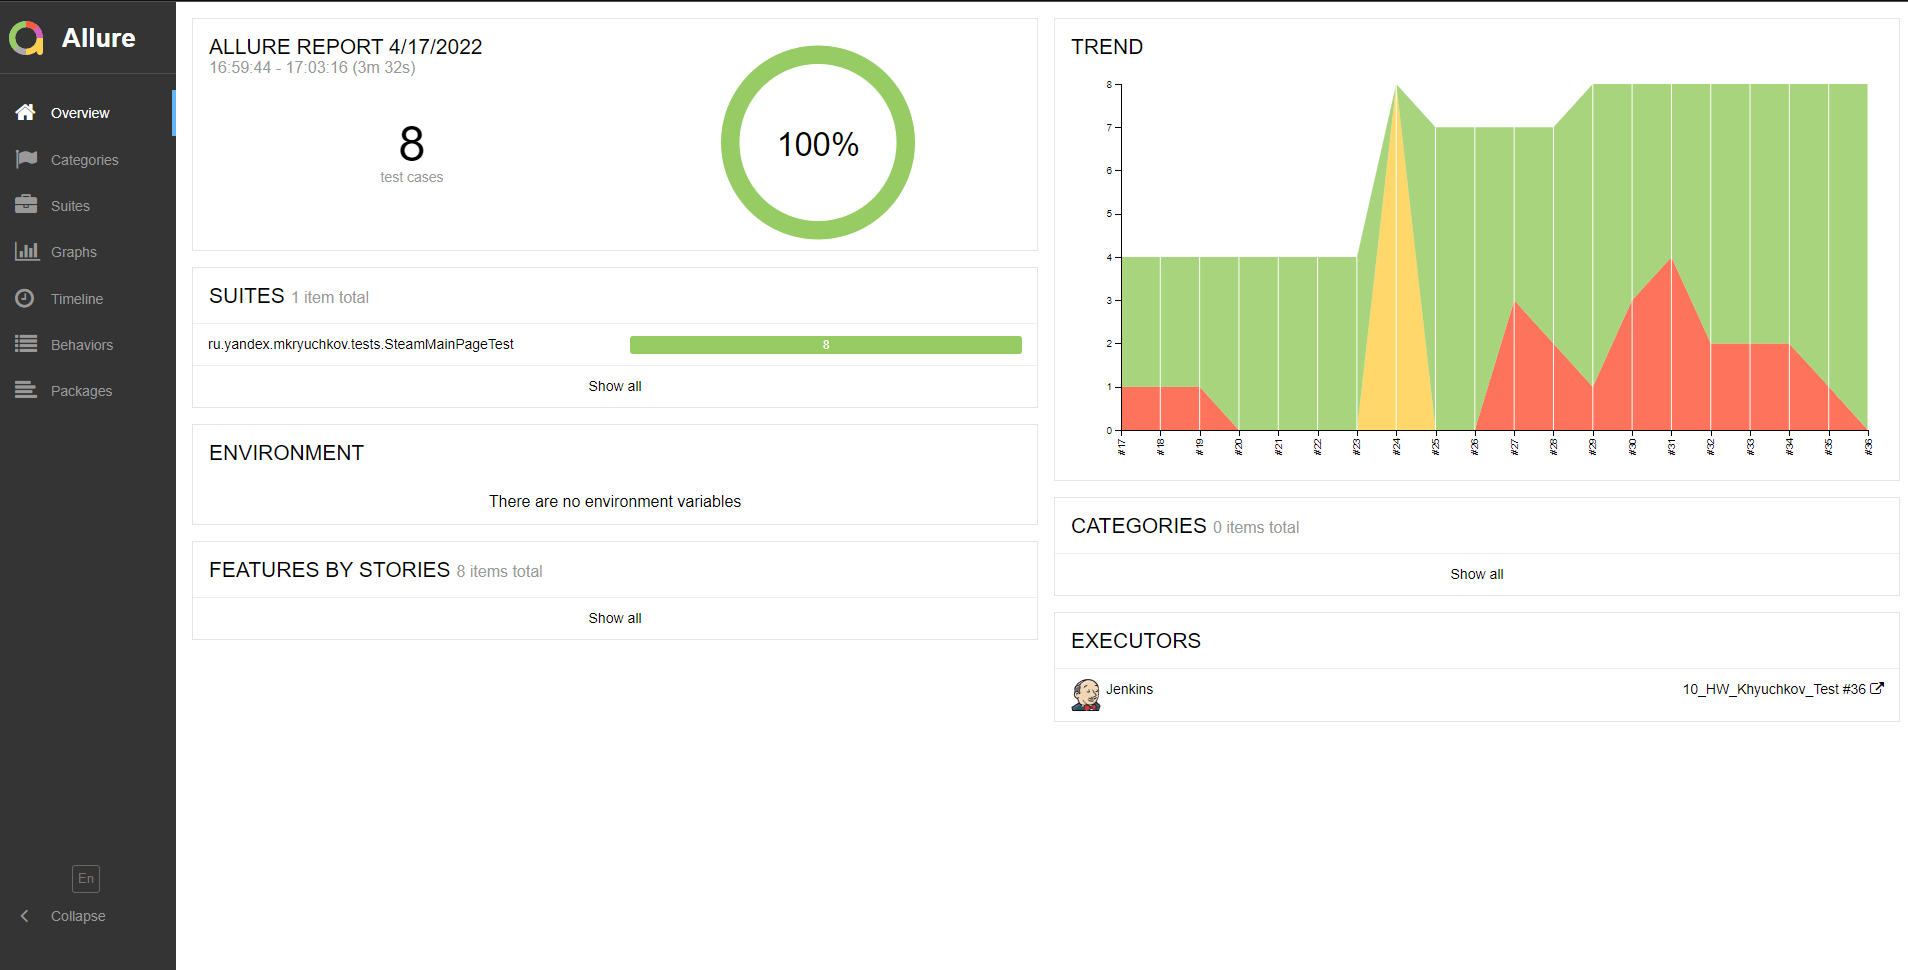 Allure
Overview
Categories
Suites
Graphs
Timeline
Behaviors
Packages
En
Collapse
ALLURE REPORT 4/17/2022
16:59:44 - 17:03:16 (3m 32s)
8
test cases
100%
SUITES 1 item total
ru.yandex.mkryuchkov.tests.SteamMainPageTest 8
Show all
ENVIRONMENT
There are no environment variables
FEATURES BY STORIES 8 items total
Show all
TREND
8
7
6
5
4
3
2
1
0
#17 #18 #19 #20 #21 #22 #23 #24 #25 #26 #27 #28 #29 #30 #31 #32 #33 #34 #35 #36
CATEGORIES 0 items total
Show all
EXECUTORS
Jenkins 10_HW_Khyuchkov_Test #36